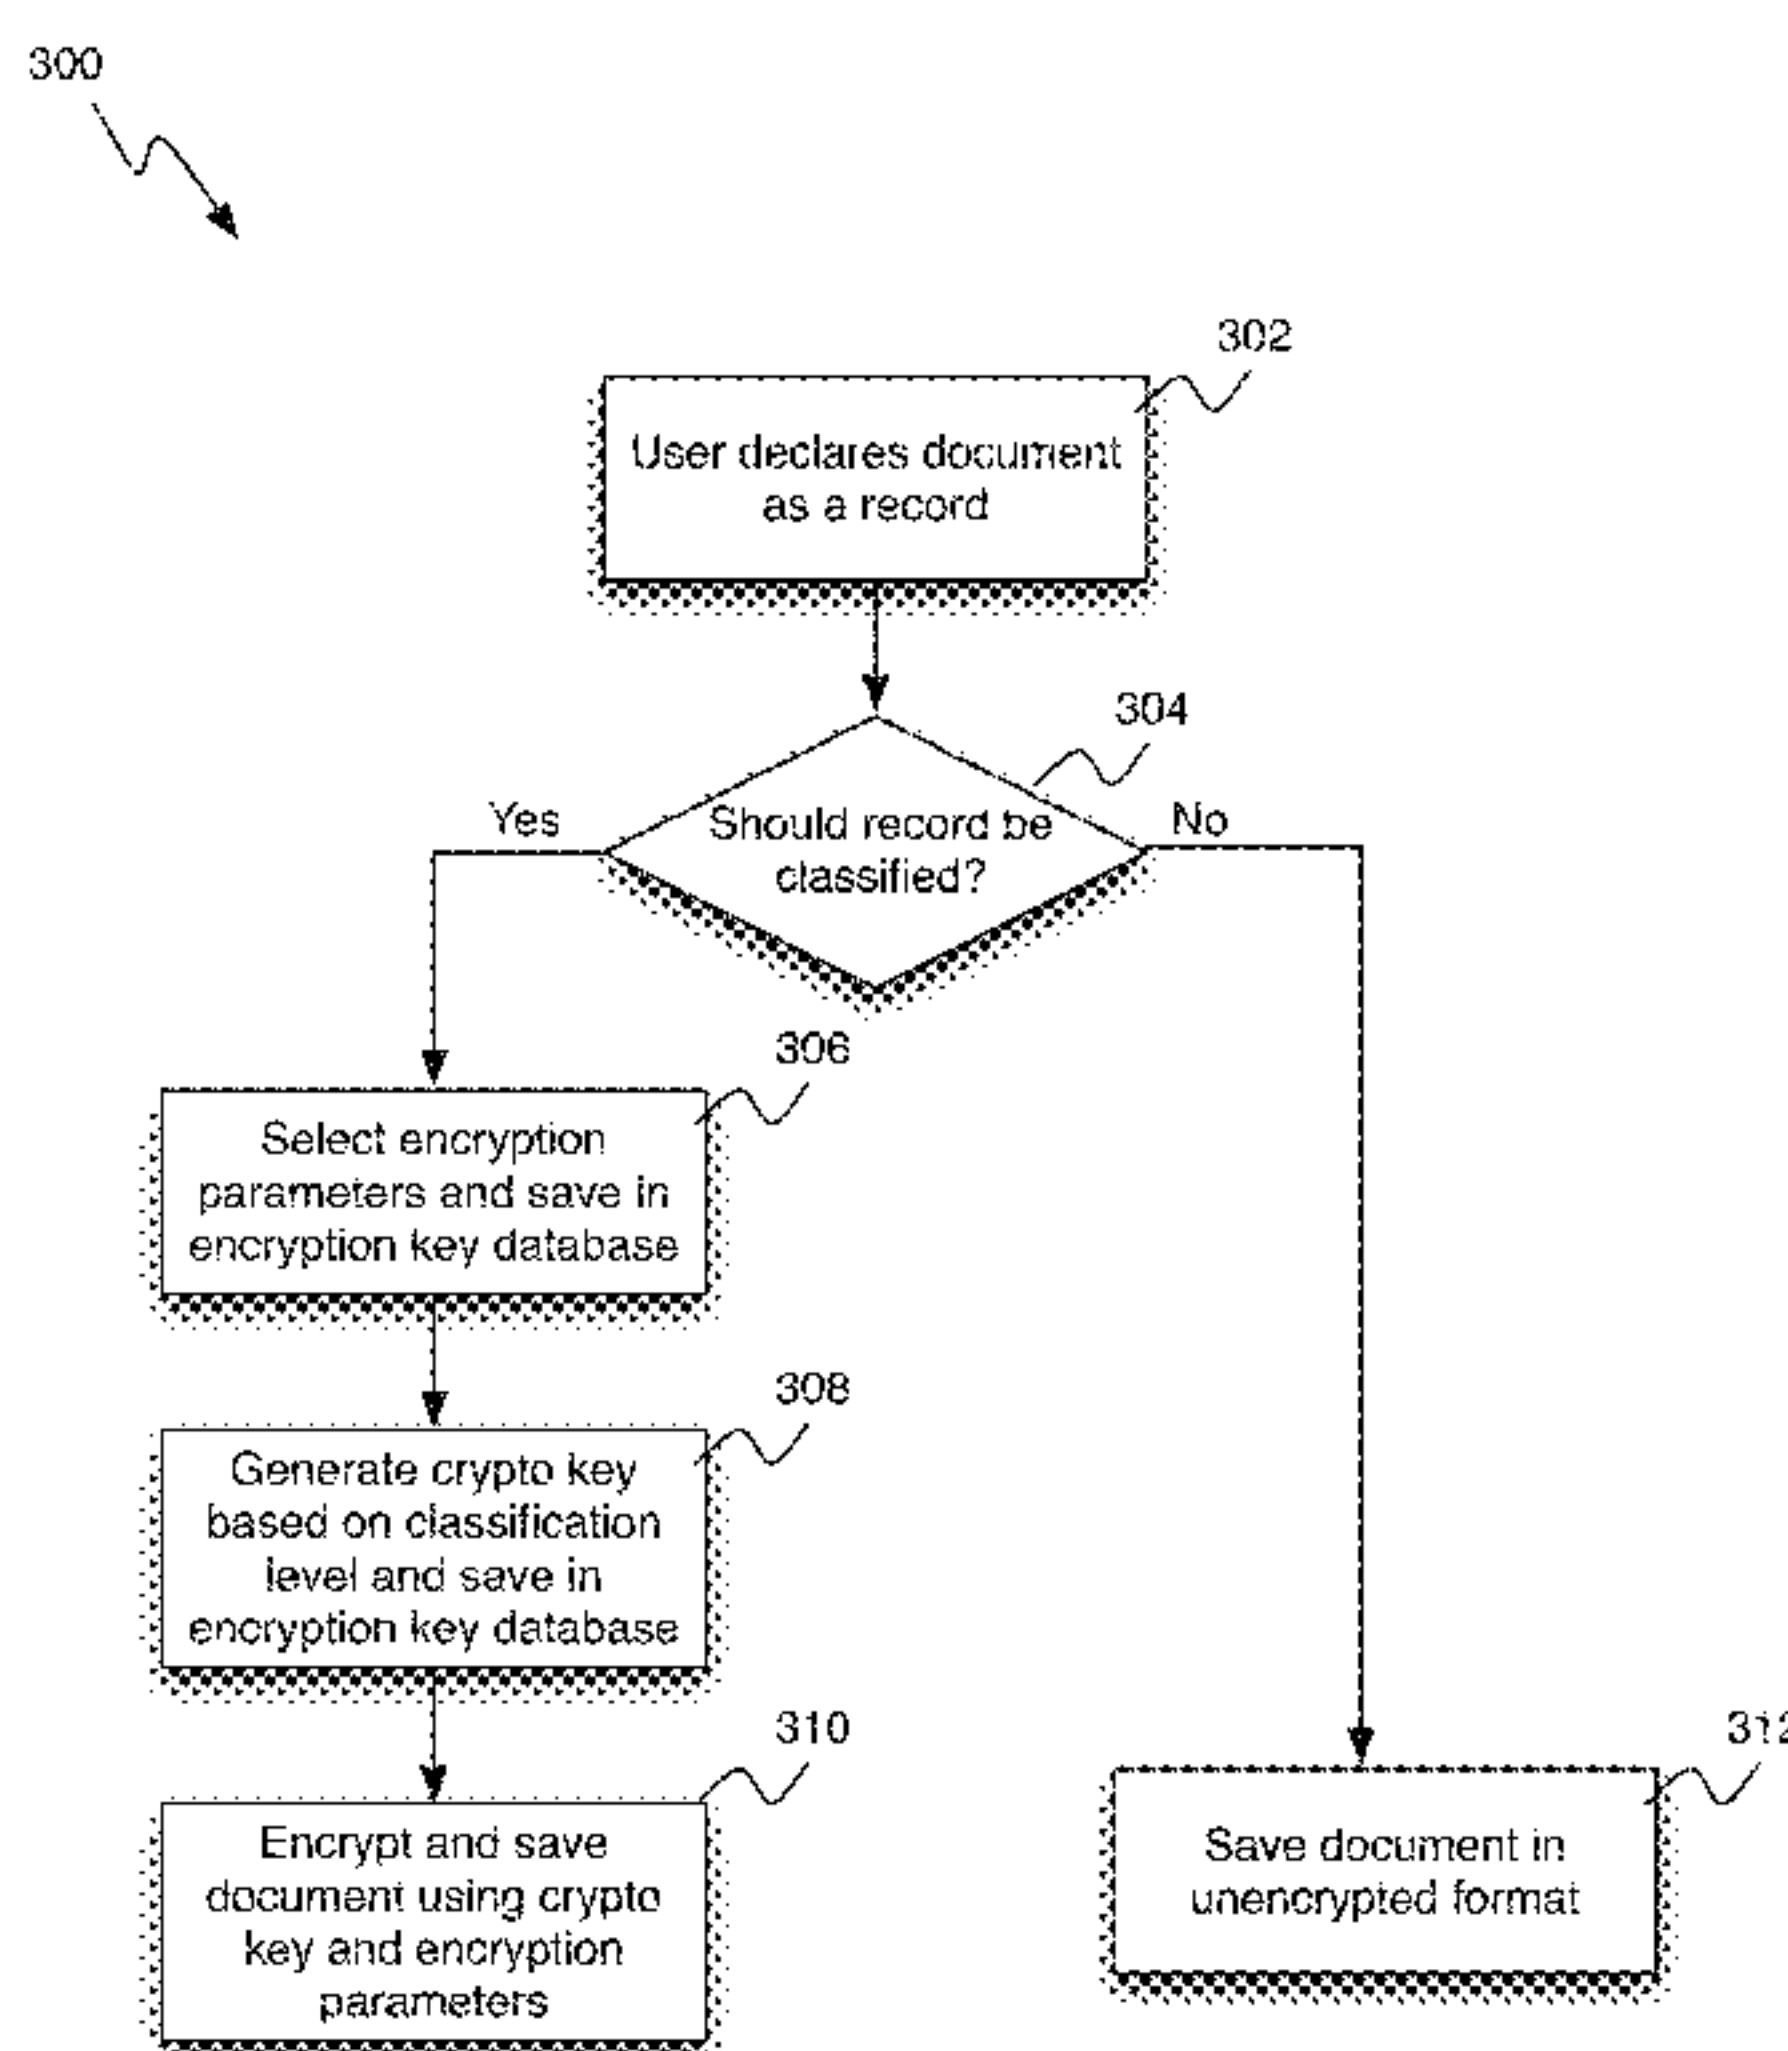 300
302
User declares document
as a record
304
Yes
No
Should record be
classified?
306
Select encryption
parameters and save in
encryption key database
308
Generate crypto key
based on classification
level and save in
encryption key database
310
Encrypt and save
document using crypto
key and encryption
parameters
312
Save document in
unencrypted format